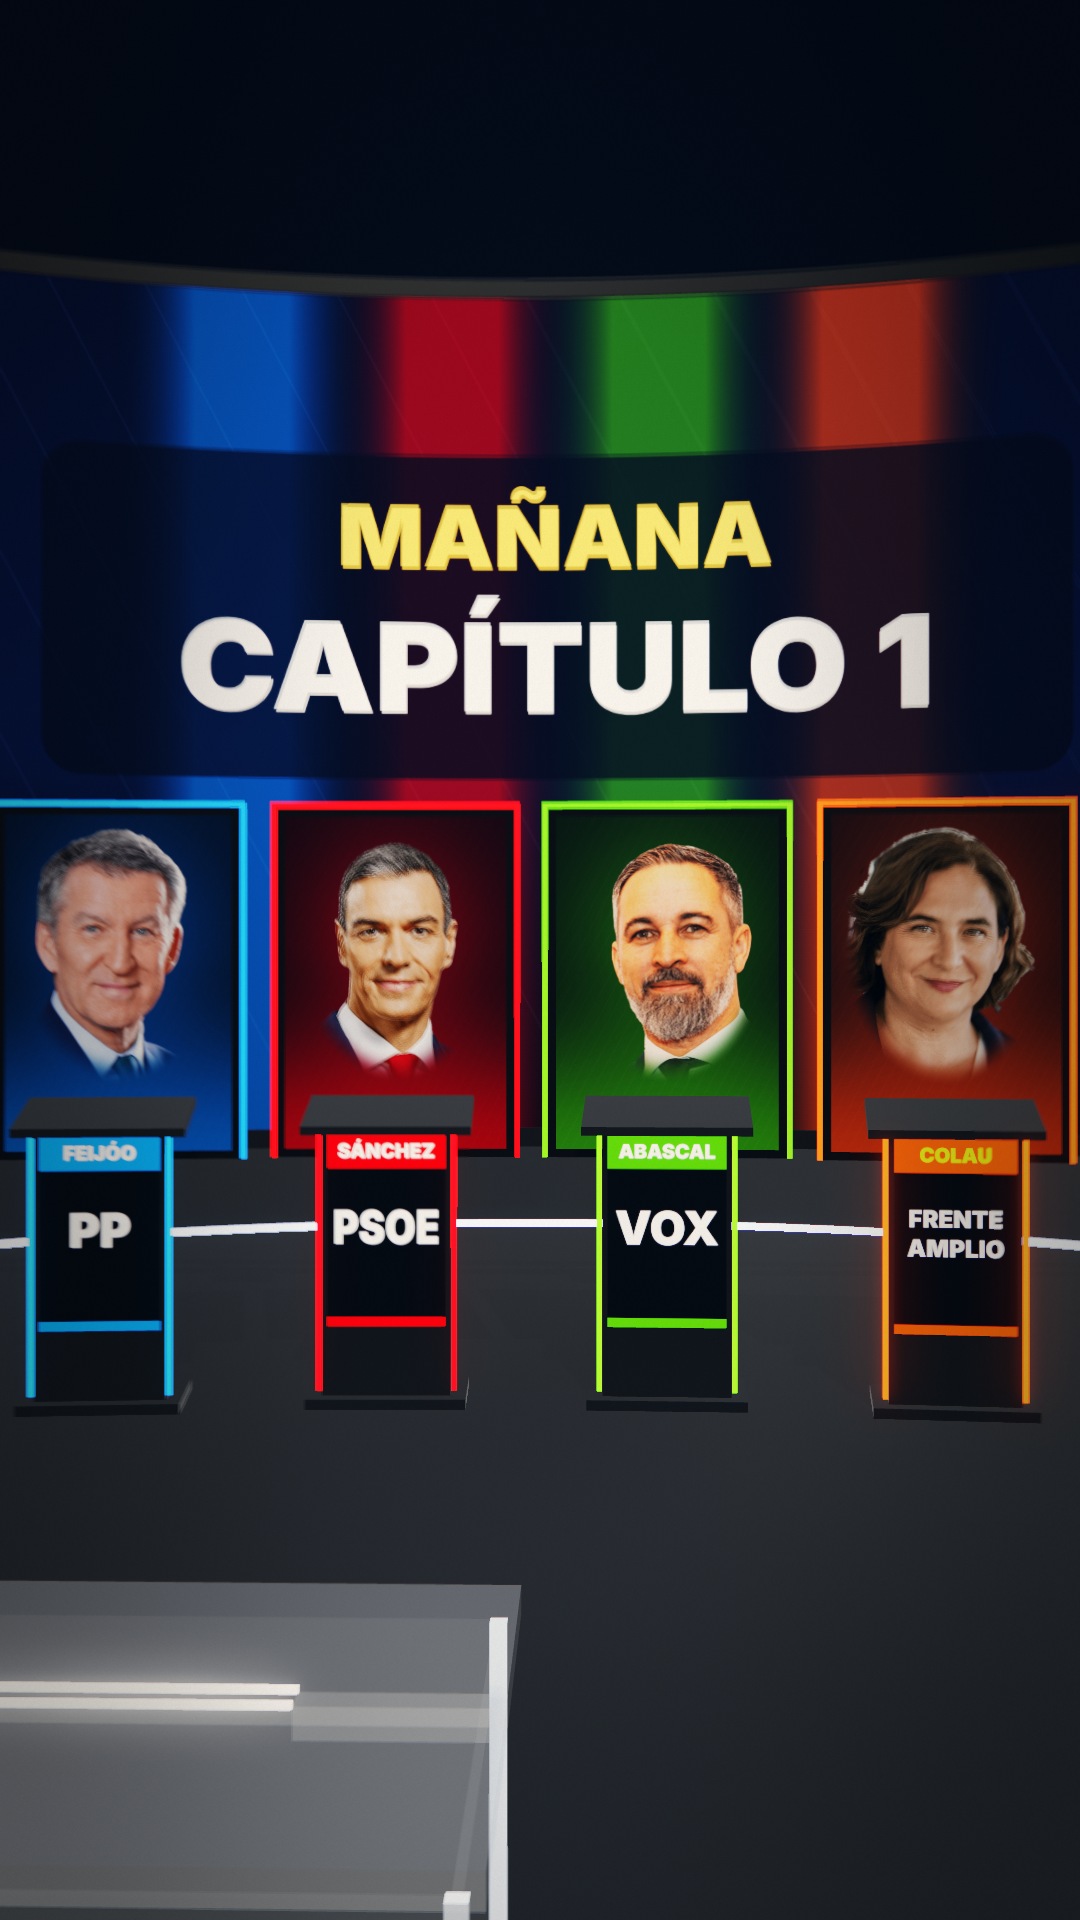 MAÑANA
CAPÍTULO 1
FEIJÓO
PP
SÁNCHEZ
PSOE
ABASCAL
VOX
COLAU
FRENTE
AMPLIO